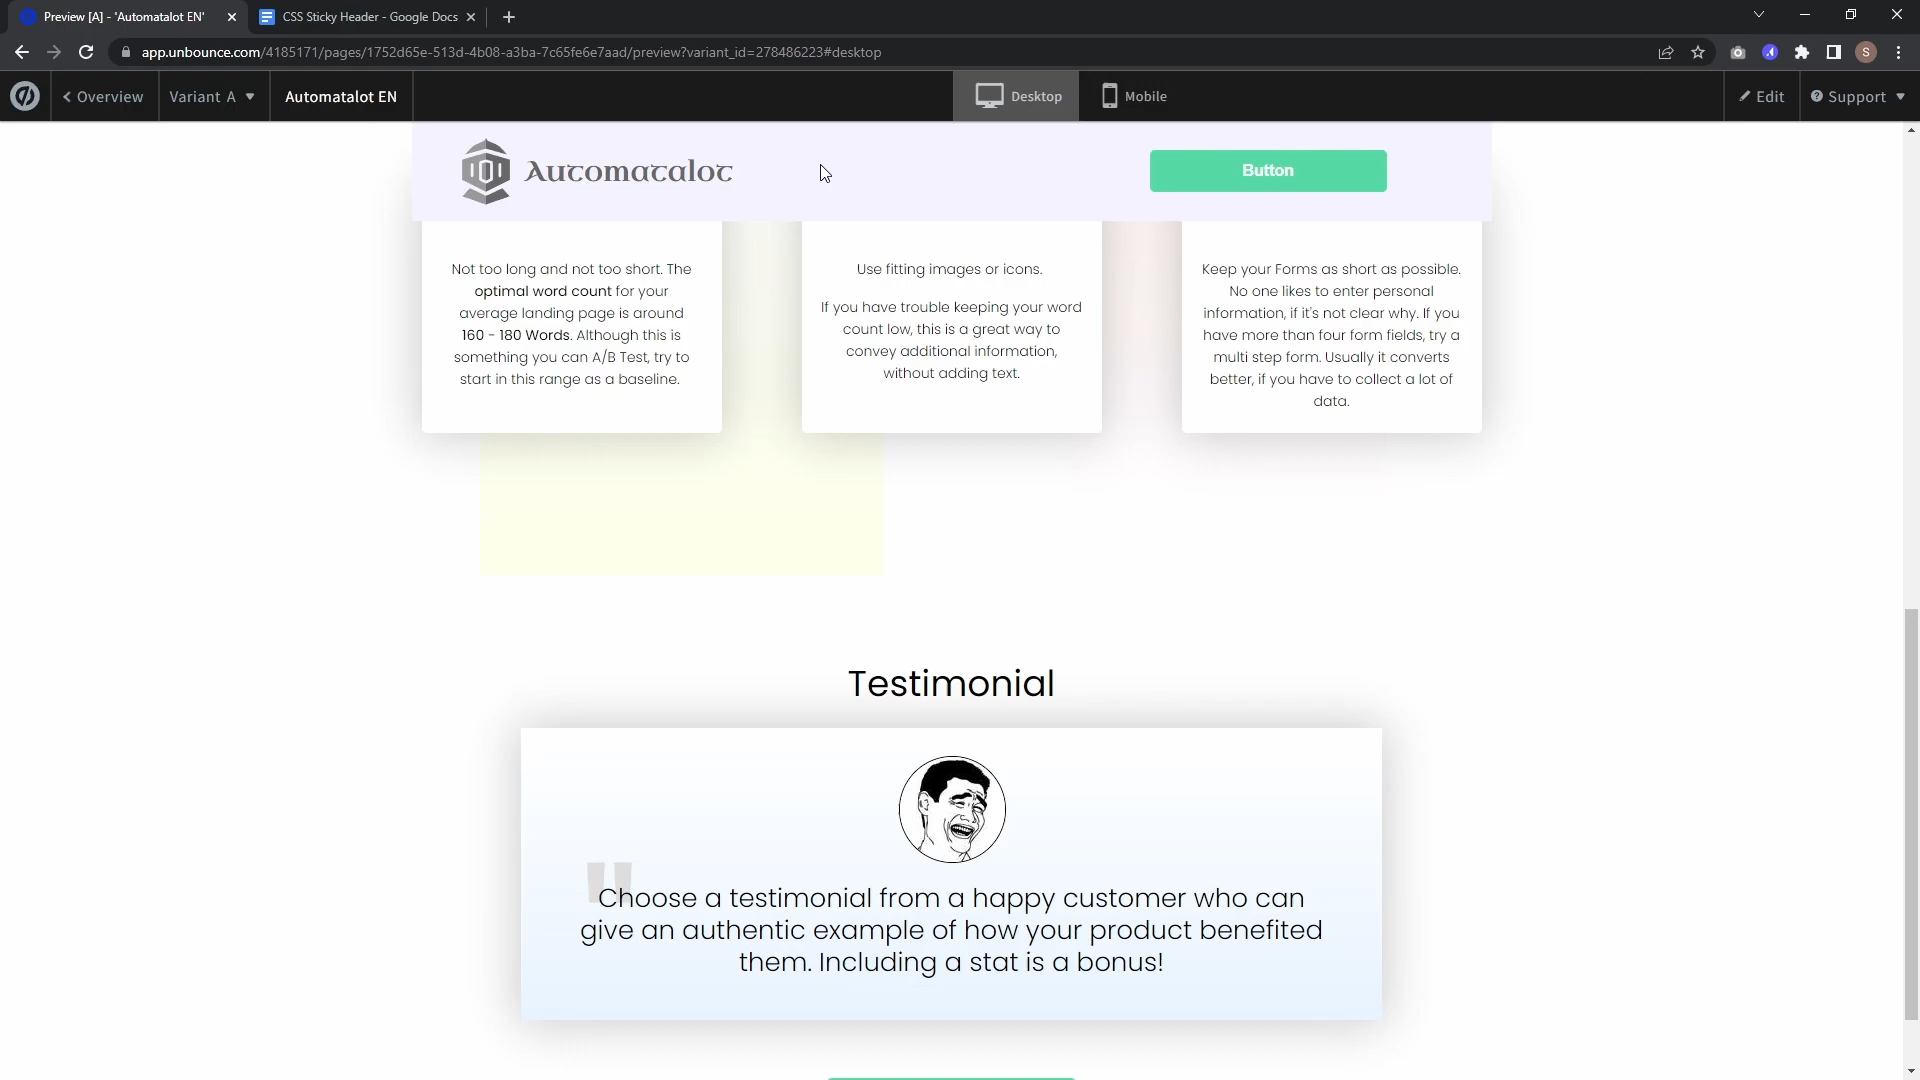 Preview [A] - 'Automatalot EN'
CSS Sticky Header - Google Docs
app.unbounce.com/4185171/pages/1752d65e-513d-4b08-a3ba-7c65fe6e7aad/preview?variant_id=278486223#desktop
S
Overview
Variant A
Automatalot EN
Desktop
Mobile
Edit
Support
Automatalot
Button
Not too long and not too short. The
optimal word count for your
average landing page is around
160 - 180 Words. Although this is
something you can A/B Test, try to
start in this range as a baseline.
Use fitting images or icons.
If you have trouble keeping your word
count low, this is a great way to
convey additional information,
without adding text.
Keep your Forms as short as possible.
No one likes to enter personal
information, if it's not clear why. If you
have more than four form fields, try a
multi step form. Usually it converts
better, if you have to collect a lot of
data.
Testimonial
"
Choose a testimonial from a happy customer who can
give an authentic example of how your product benefited
them. Including a stat is a bonus!